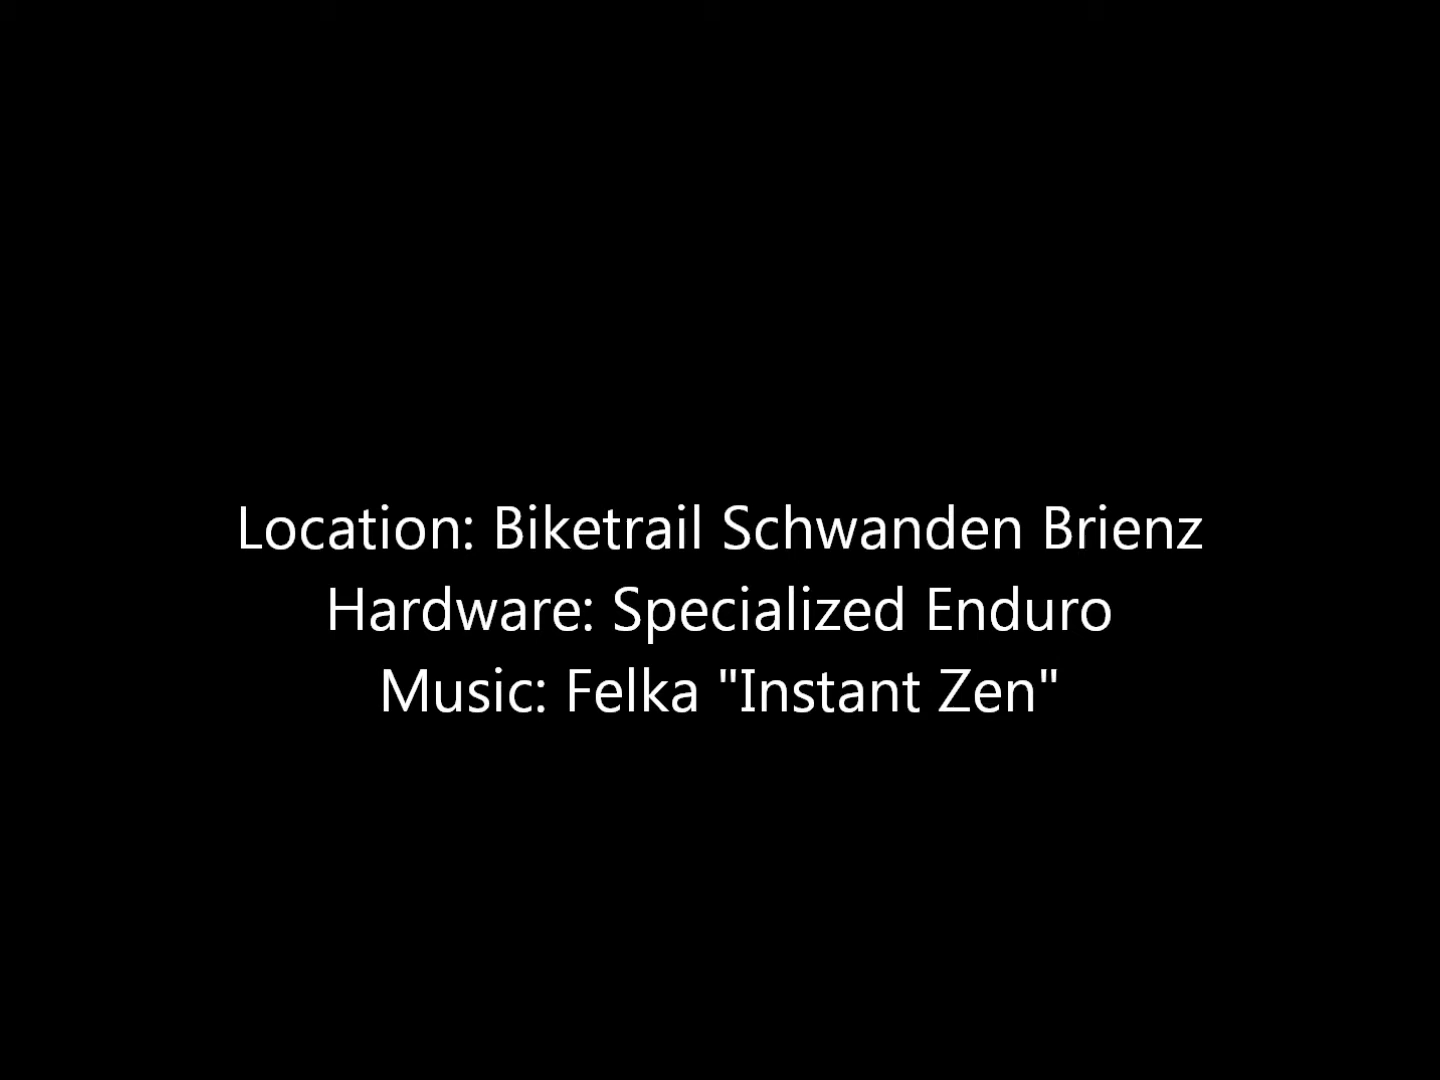 Location: Biketrail Schwanden Brienz
Hardware: Specialized Enduro
Music: Felka "Instant Zen"